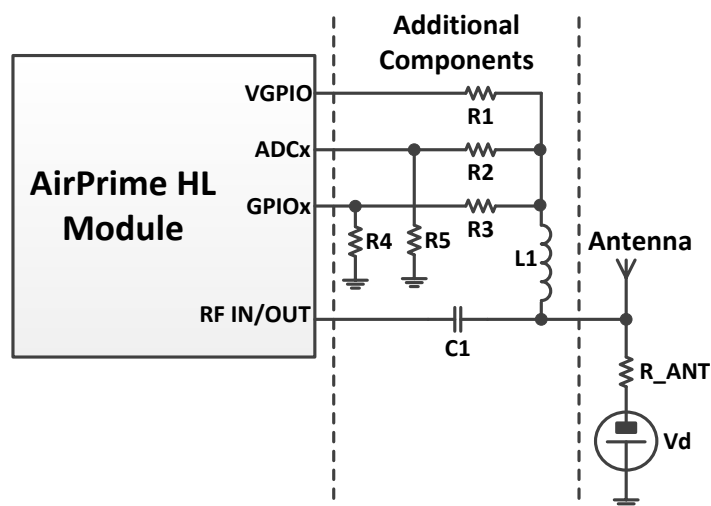 Additional
Components
VGPIO
R1
ADCx
R2
AirPrime HL
Module
GPIOx
R3
R4
R5
L1
Antenna
RF IN/OUT
C1
R_ANT
Vd